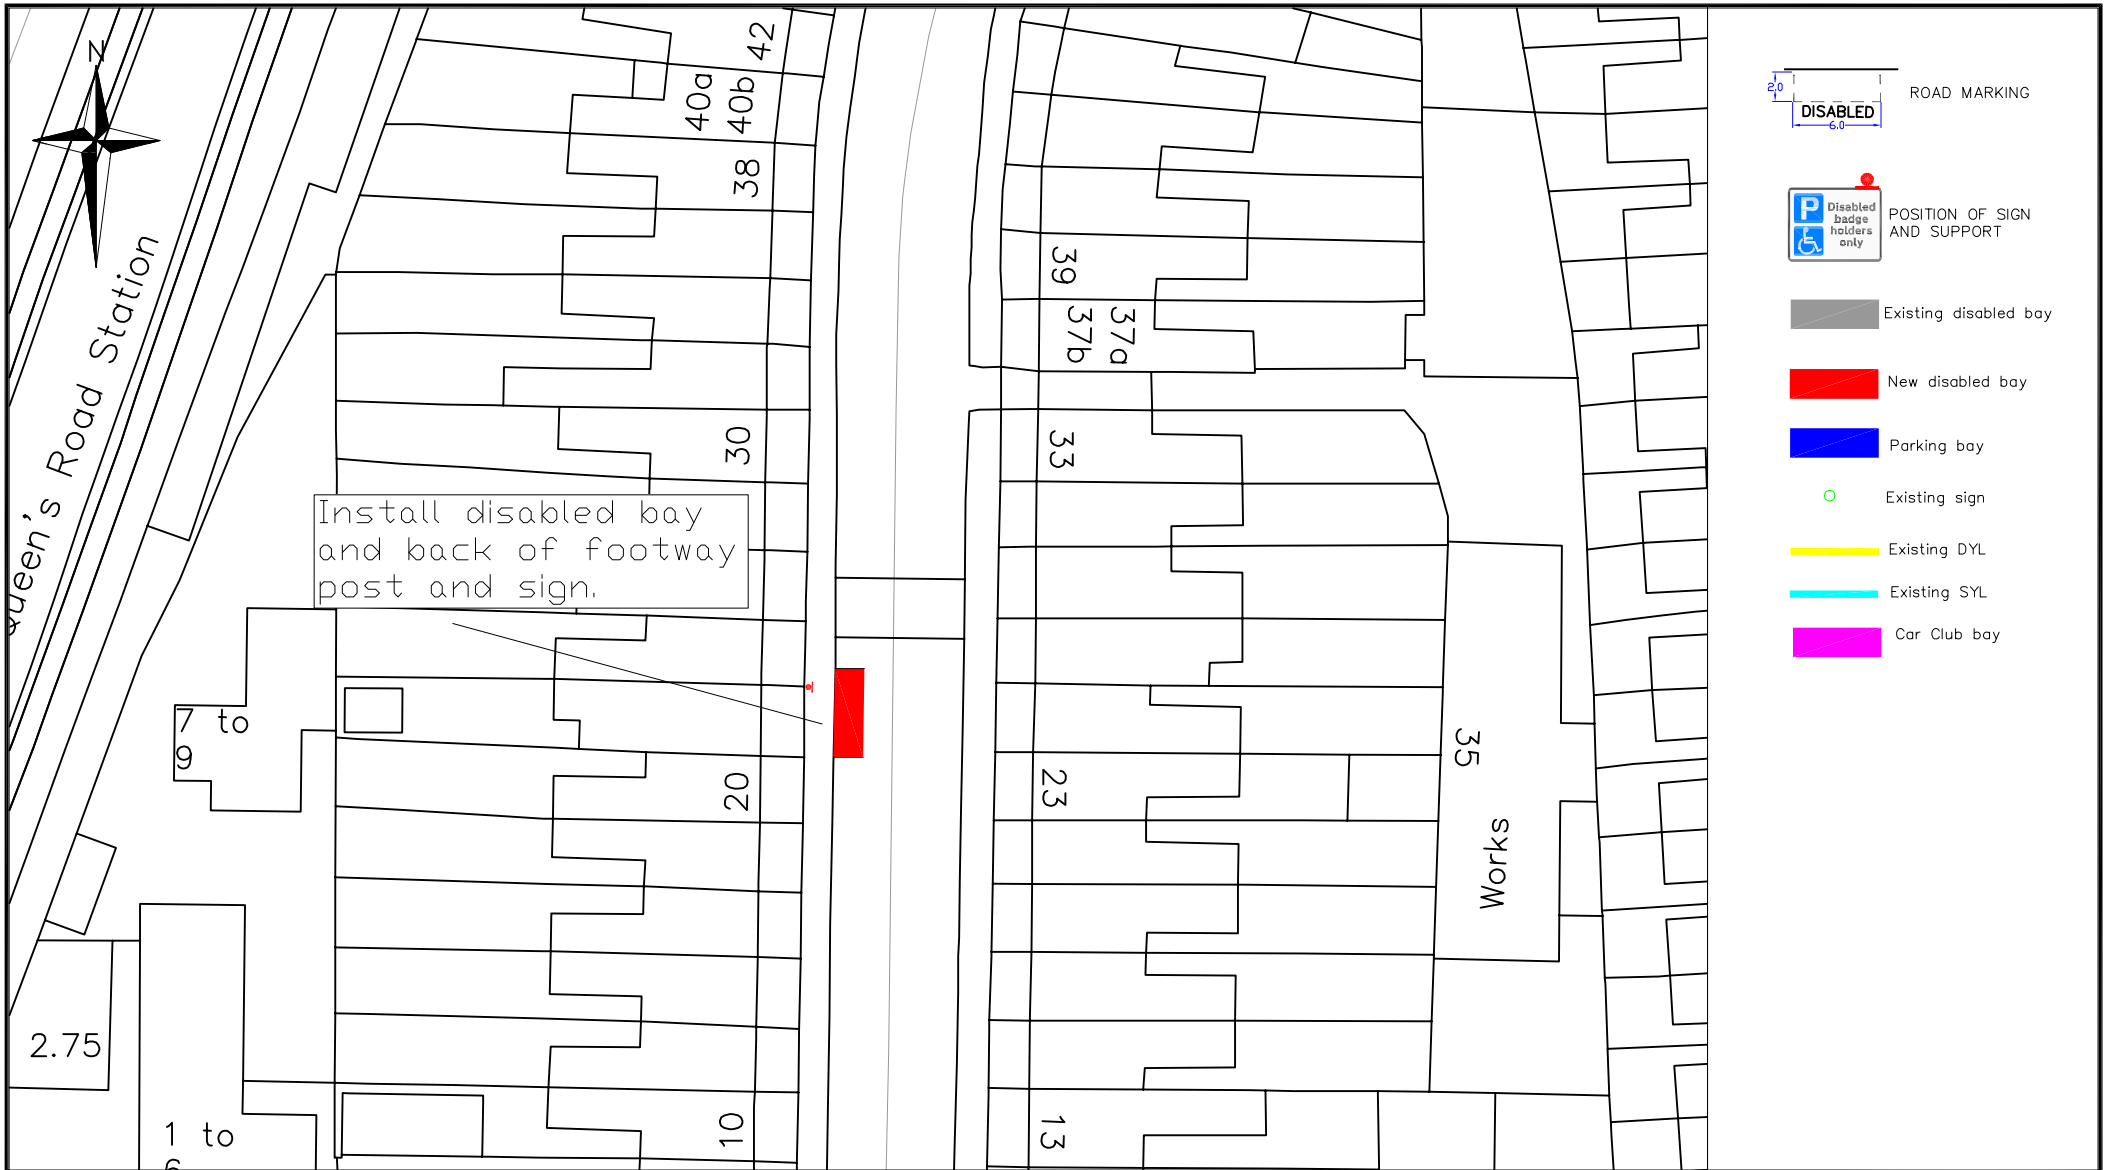 N
Queen's Road Station
42
40a
40b
38
30
20
10
39
37b
37a
33
23
13
35
Works
Install disabled bay
and back of footway
post and sign.
7 to
9
2.75
1 to
2.0
DISABLED
6.0
ROAD MARKING
P
Disabled
badge
holders
only
POSITION OF SIGN
AND SUPPORT
Existing disabled bay
New disabled bay
Parking bay
Existing sign
Existing DYL
Existing SYL
Car Club bay